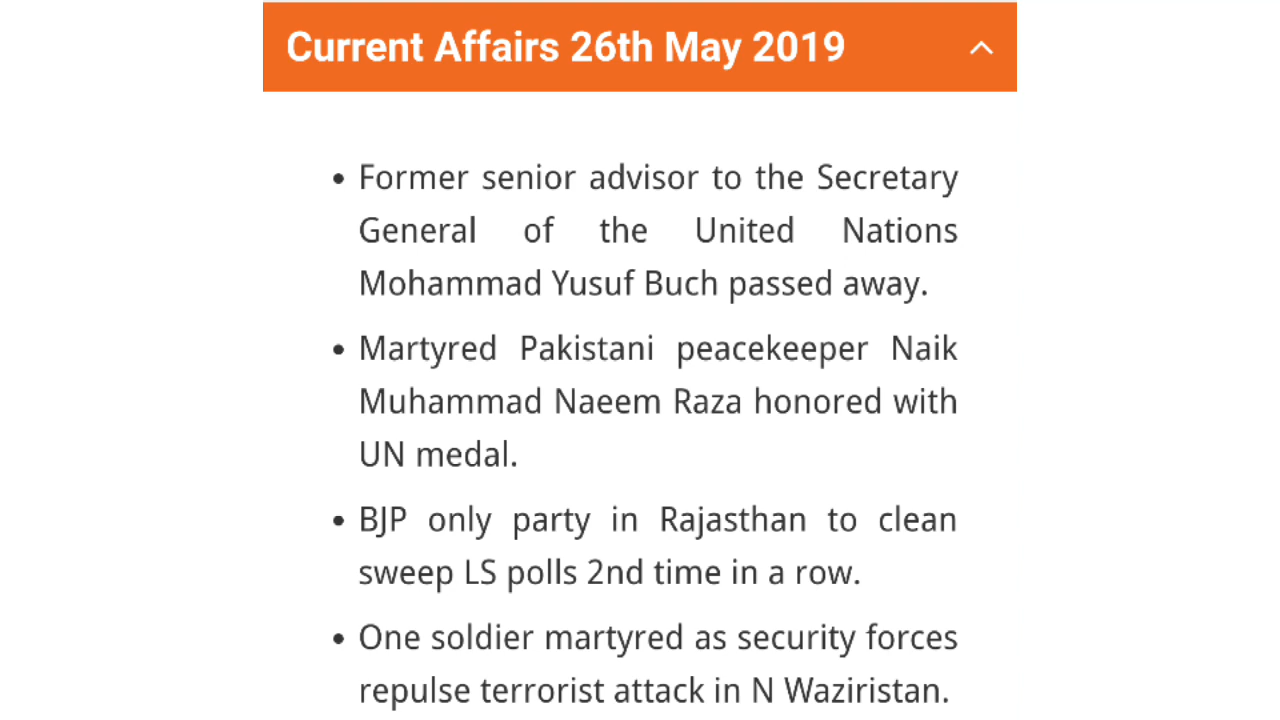 Current Affairs 26th May 2019
• Former senior advisor to the Secretary
General of the United Nations
Mohammad Yusuf Buch passed away.
• Martyred Pakistani peacekeeper Naik
Muhammad Naeem Raza honored with
UN medal.
• BJP only party in Rajasthan to clean
sweep LS polls 2nd time in a row.
• One soldier martyred as security forces
repulse terrorist attack in N Waziristan.